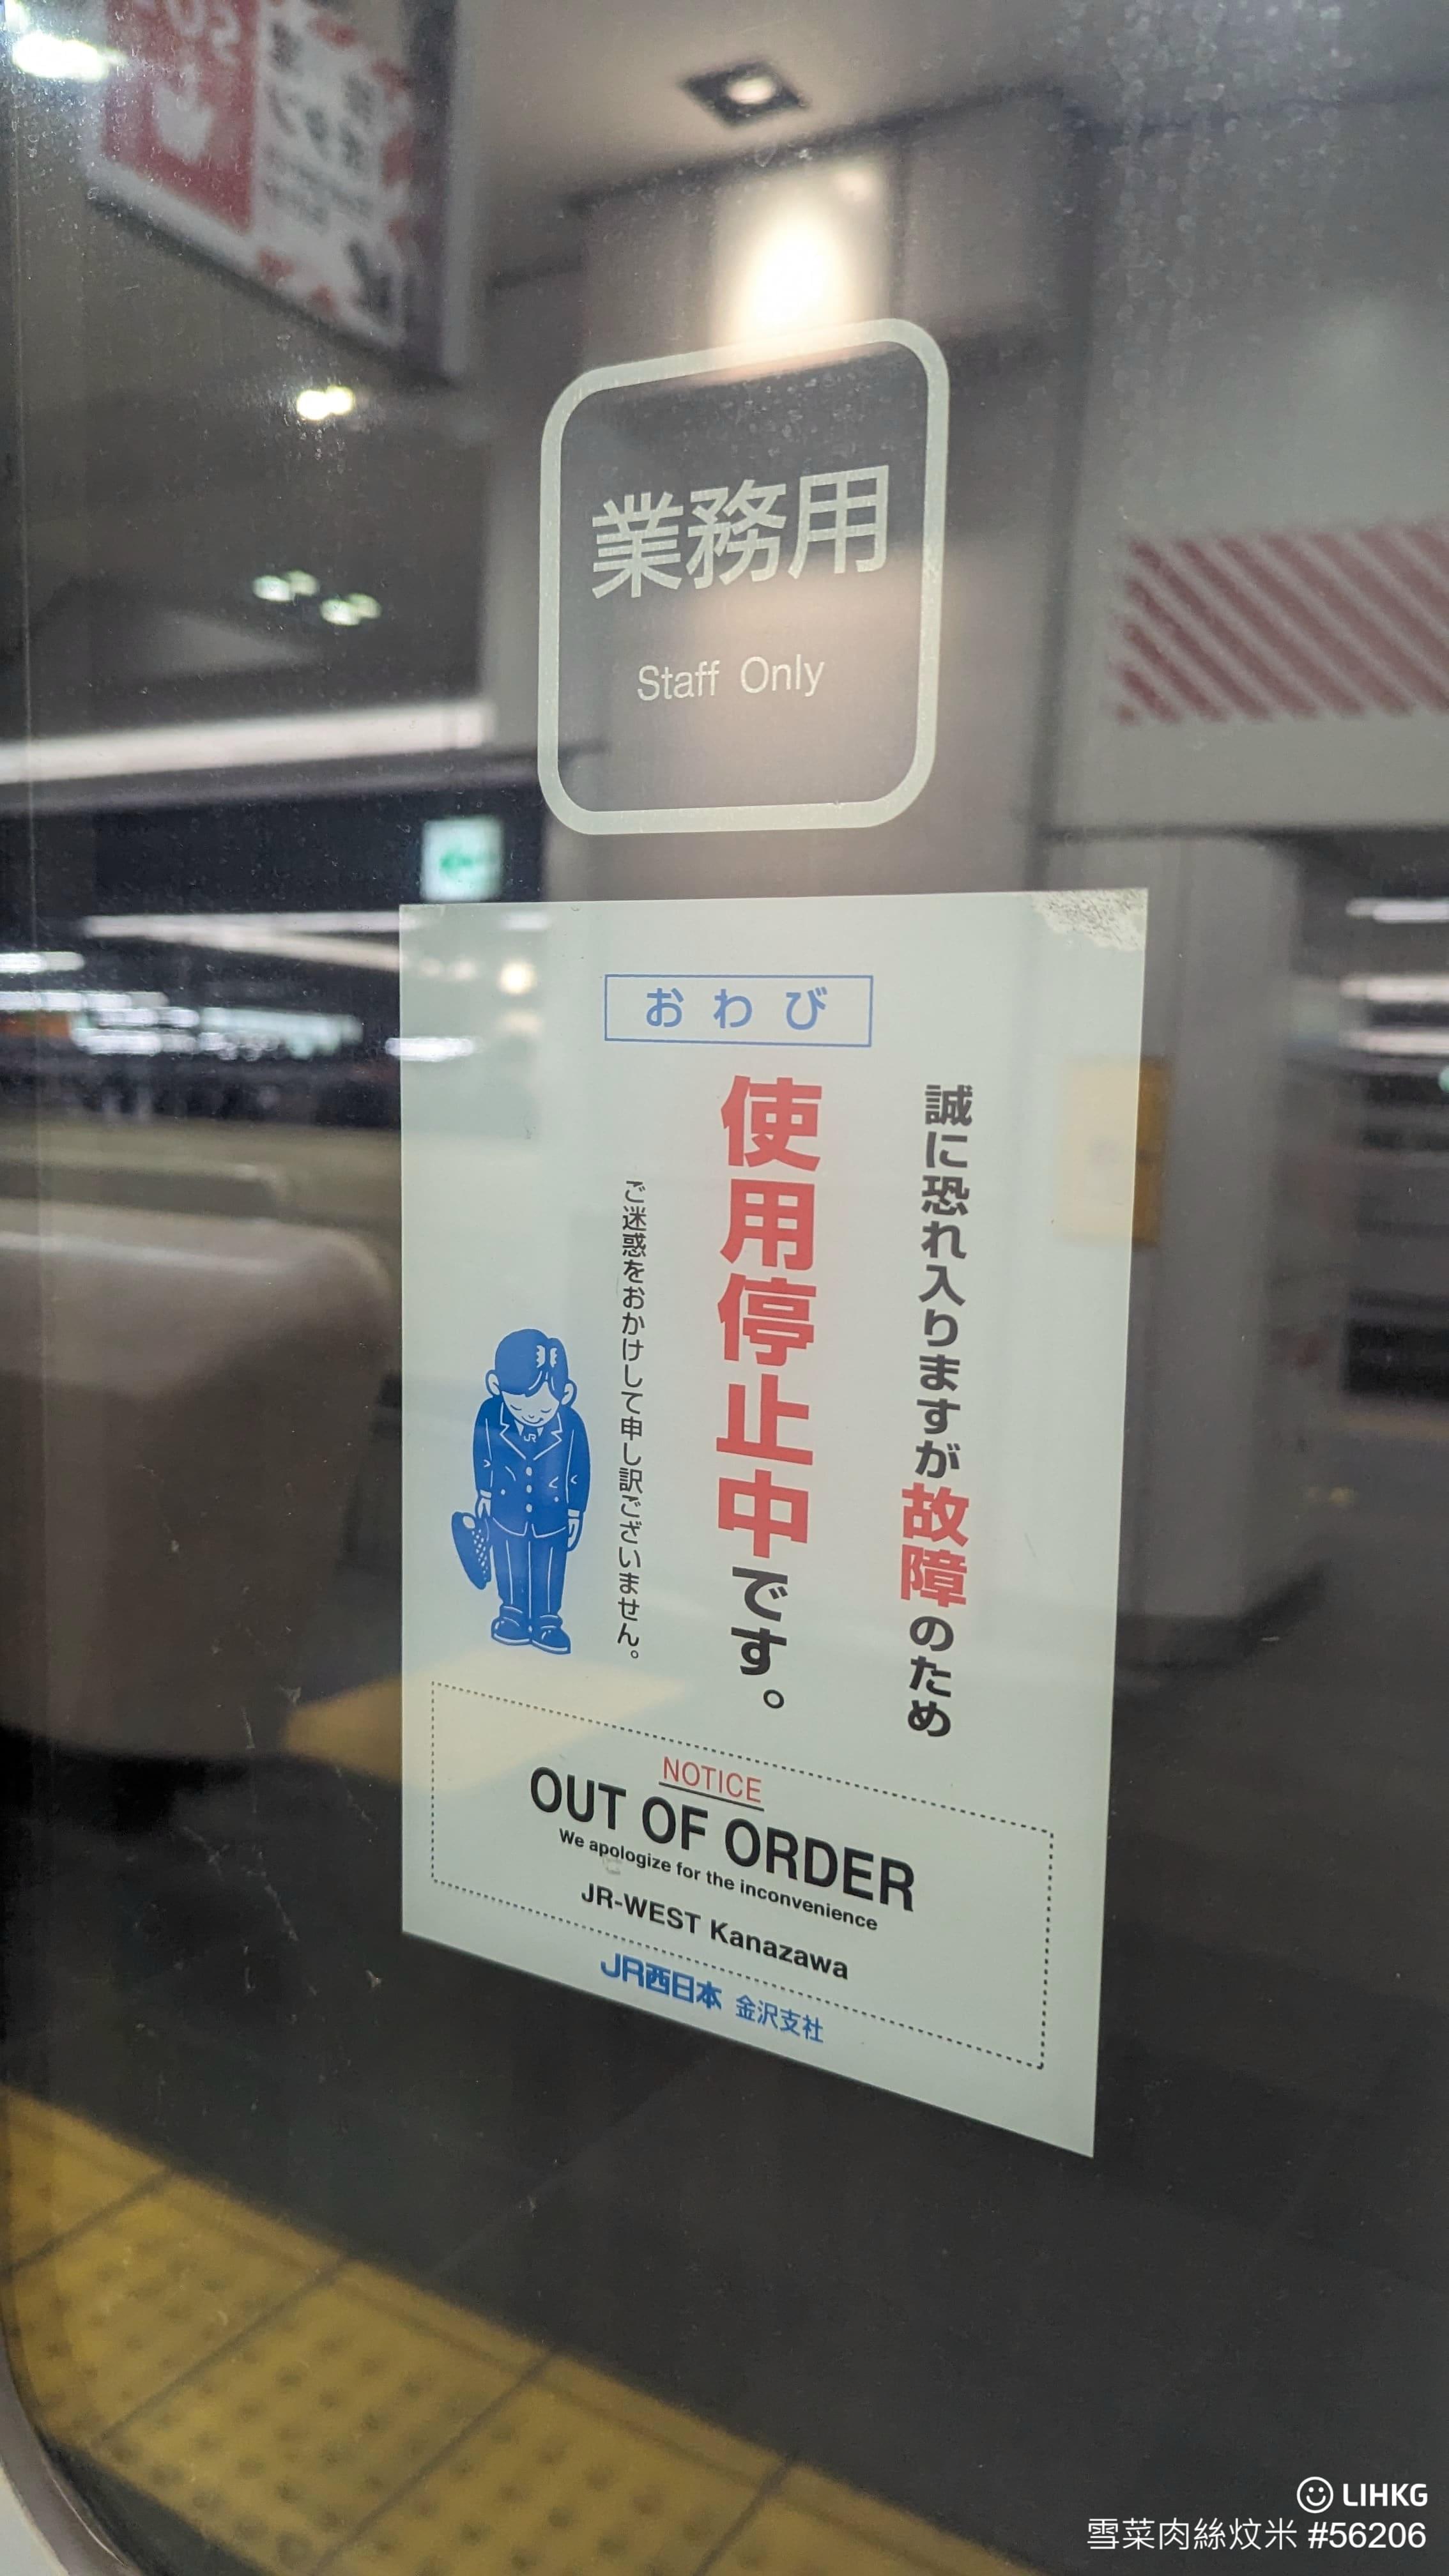 業務用
Staff Only
おわび
誠に恐れ入りますが故障のため
使用停止中です。
ご迷惑をおかけして申し訳ございません。
NOTICE
OUT OF ORDER
We apologize for the inconvenience
JR-WEST Kanazawa
JR西日本 金沢支社
LIHKG
雪菜肉絲炆米 #56206